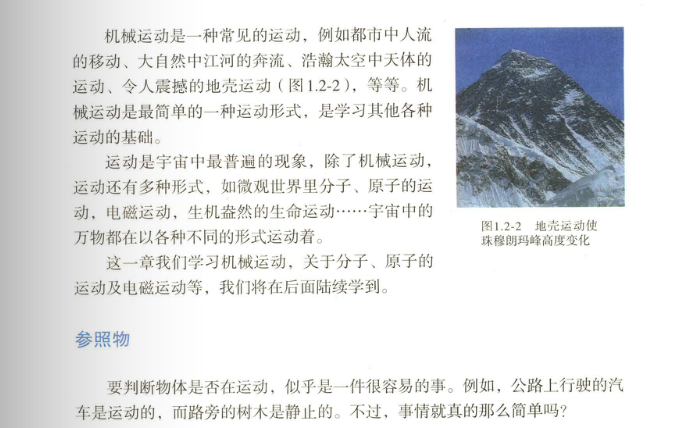 机械运动是一种常见的运动，例如都市中人流
的移动、大自然中江河的奔流、浩瀚太空中天体的
运动、令人震撼的地壳运动（图1.2-2），等等。机
械运动是最简单的一种运动形式，是学习其他各种
运动的基础。
运动是宇宙中最普遍的现象，除了机械运动，
运动还有多种形式，如微观世界里分子、原子的运
动，电磁运动，生机盎然的生命运动……宇宙中的
万物都在以各种不同的形式运动着。
这一章我们学习机械运动，关于分子、原子的
运动及电磁运动等，我们将在后面陆续学到。
图1.2-2 地壳运动使
珠穆朗玛峰高度变化
参照物
要判断物体是否在运动，似乎是一件很容易的事。例如，公路上行驶的汽
车是运动的，而路旁的树木是静止的。不过，事情就真的那么简单吗？